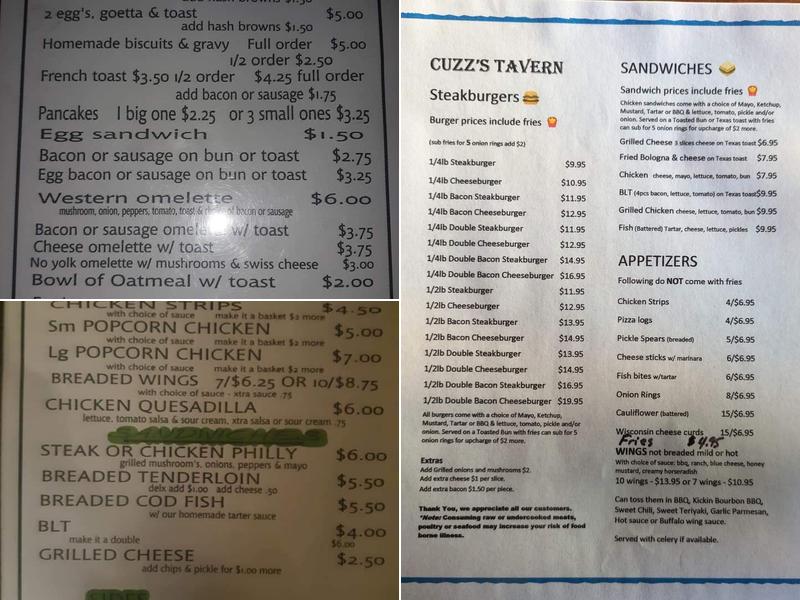 add hash browns $1.50
2 egg's, goetta & toast $5.00
add hash browns $1.50
Homemade biscuits & gravy Full order $5.00
1/2 order $2.50
French toast $3.50 1/2 order $4.25 full order
add bacon or sausage $1.75
Pancakes 1 big one $2.25 or 3 small ones $3.25
Egg sandwich $1.50
Bacon or sausage on bun or toast $2.75
Egg bacon or sausage on bun or toast $3.25
Western omelette $6.00
mushroom, onion, peppers, tomato, toast & of bacon or sausage
Bacon or sausage w/ toast $3.75
Cheese omelette w/ toast $3.75
No yolk omelette w/ mushrooms & swiss cheese $3.00
Bowl of Oatmeal w/ toast $2.00
CHICKEN STRIPS $4.50
with choice of sauce make it a basket $2 more
Sm POPCORN CHICKEN $5.00
with choice of sauce make it a basket $2 more
Lg POPCORN CHICKEN $7.00
with choice of sauce make it a basket $2 more
BREADED WINGS 7/$6.25 OR 10/$8.75
with choice of sauce - xtra sauce .75
CHICKEN QUESADILLA $6.00
lettuce, tomato salsa & sour cream, xtra salsa or sour cream .75
SANDWICHES
STEAK OR CHICKEN PHILLY $6.00
grilled mushroom's, onions, peppers & mayo
BREADED TENDERLOIN $5.50
delx add $1.00 add cheese .50
BREADED COD FISH $5.50
w/ our homemade tarter sauce
BLT $4.00
make it a double $6.00
GRILLED CHEESE $2.50
add chips & pickle for $1.00 more
SIDES
CUZZ'S TAVERN
Steakburgers
Burger prices include fries
(sub fries for 5 onion rings add $2)
1/4lb Steakburger $9.95
1/4lb Cheeseburger $10.95
1/4lb Bacon Steakburger $11.95
1/4lb Bacon Cheeseburger $12.95
1/4lb Double Steakburger $11.95
1/4lb Double Cheeseburger $12.95
1/4lb Double Bacon Steakburger $14.95
1/4lb Double Bacon Cheeseburger $16.95
1/2lb Steakburger $11.95
1/2lb Cheeseburger $12.95
1/2lb Bacon Steakburger $13.95
1/2lb Bacon Cheeseburger $14.95
1/2lb Double Steakburger $13.95
1/2lb Double Cheeseburger $14.95
1/2lb Double Bacon Steakburger $16.95
1/2lb Double Bacon Cheeseburger $19.95
All burgers come with a choice of Mayo, Ketchup,
Mustard, Tartar or BBQ & lettuce, tomato, pickle and/or
onion. Served on a Toasted Bun or Texas toast with fries can sub for 5
onion rings for upcharge of $2 more.
Extras
Add Grilled onions and mushrooms $2.
Add extra cheese $1 per slice.
Add extra bacon $1.50 per piece.
Thank You, we appreciate all our customers.
*Note: Consuming raw or undercooked meats,
poultry or seafood may increase your risk of food
borne illness.
SANDWICHES
Sandwich prices include fries
Chicken sandwiches come with a choice of Mayo, Ketchup,
Mustard, Tartar or BBQ & lettuce, tomato, pickle and/or
onion. Served on a Toasted Bun or Texas toast with fries
can sub for 5 onion rings for upcharge of $2 more.
Grilled Cheese 3 slices cheese on Texas toast $6.95
Fried Bologna & cheese on Texas toast $7.95
Chicken cheese, mayo, lettuce, tomato, bun $7.95
BLT (4pcs bacon, lettuce, tomato) on Texas toast $9.95
Grilled Chicken cheese, lettuce, tomato, bun $9.95
Fish (Battered) Tartar, cheese, lettuce, pickles $9.95
APPETIZERS
Following do NOT come with fries
Chicken Strips 4/$6.95
Pizza logs 4/$6.95
Pickle Spears (breaded) 5/$6.95
Cheese sticks w/ marinara 6/$6.95
Fish bites w/tartar 6/$6.95
Onion Rings 8/$6.95
Cauliflower (battered) 15/$6.95
Wisconsin cheese curds 15/$6.95
Fries $4.95
WINGS not breaded mild or hot
With choice of sauce: bbq, ranch, blue cheese, honey
mustard, creamy horseradish
10 wings - $13.95 or 7 wings - $10.95
Can toss them in BBQ, Kickin Bourbon BBQ,
Sweet Chili, Sweet Teriyaki, Garlic Parmesan,
Hot sauce or Buffalo wing sauce.
Served with celery if available.